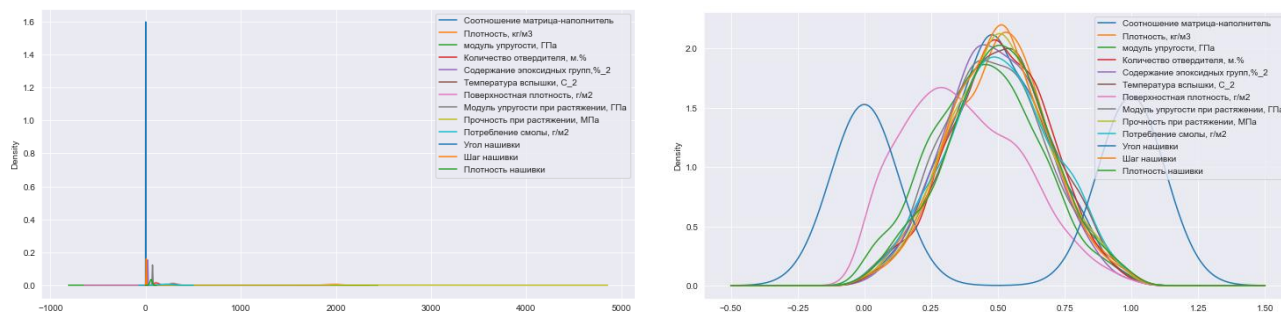 1.6
1.4
1.2
1.0
0.8
0.6
0.4
0.2
0.0
Density
-1000
0
1000
2000
3000
4000
5000
Соотношение матрица-наполнитель
Плотность, кг/м3
модуль упругости, ГПа
Количество отвердителя, м.%
Содержание эпоксидных групп,%_2
Температура вспышки, С_2
Поверхностная плотность, г/м2
Модуль упругости при растяжении, ГПа
Прочность при растяжении, МПа
Потребление смолы, г/м2
Угол нашивки
Шаг нашивки
Плотность нашивки
2.0
1.5
1.0
0.5
0.0
Density
-0.50
-0.25
0.00
0.25
0.50
0.75
1.00
1.25
1.50
Соотношение матрица-наполнитель
Плотность, кг/м3
модуль упругости, ГПа
Количество отвердителя, м.%
Содержание эпоксидных групп,%_2
Температура вспышки, С_2
Поверхностная плотность, г/м2
Модуль упругости при растяжении, ГПа
Прочность при растяжении, МПа
Потребление смолы, г/м2
Угол нашивки
Шаг нашивки
Плотность нашивки